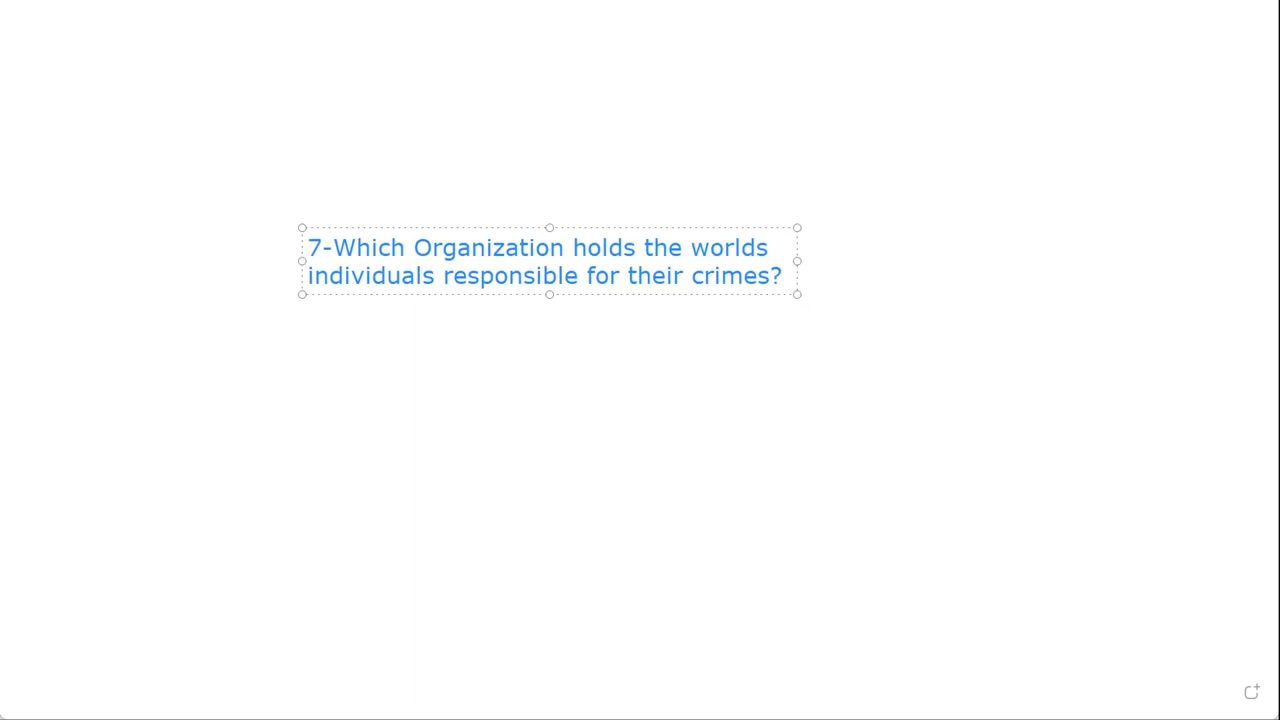 7-Which Organization holds the worlds
individuals responsible for their crimes?